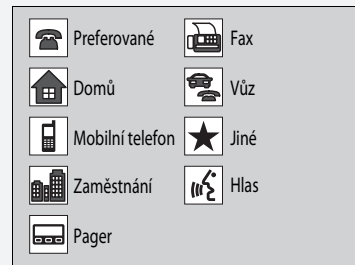 Preferované
Fax
Domů
Vůz
Mobilní telefon
Jiné
Zaměstnání
Hlas
Pager